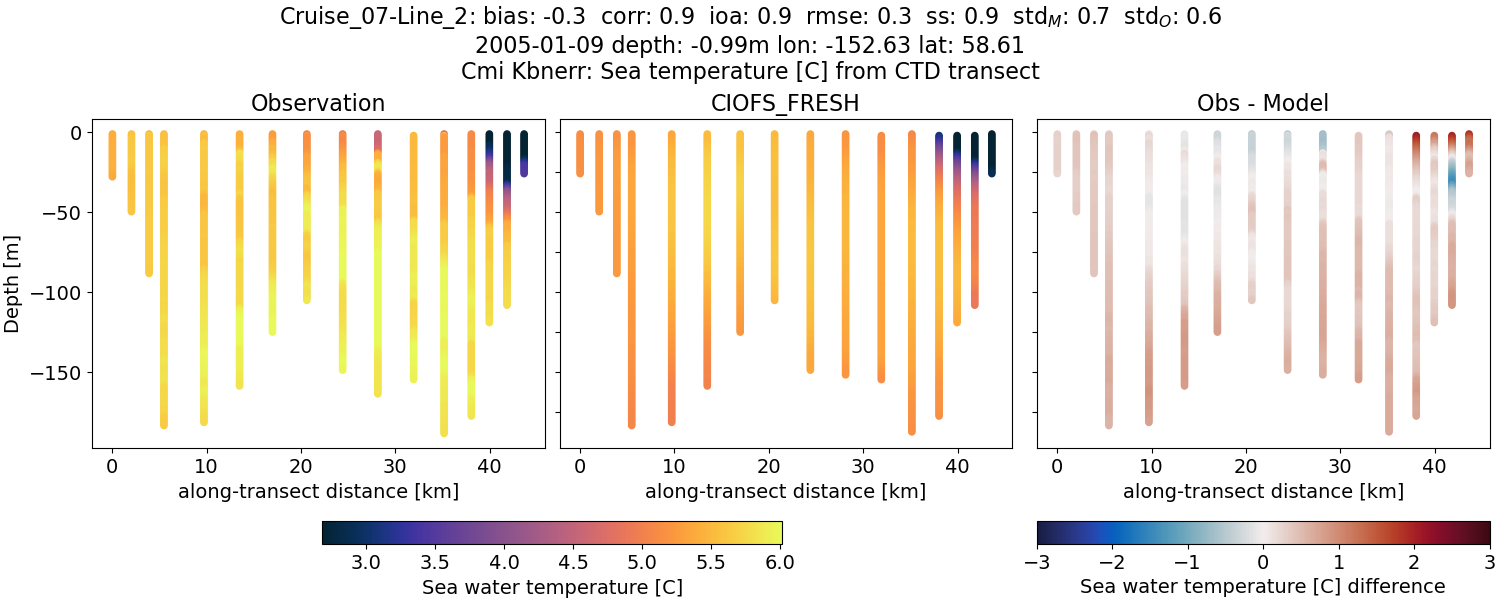 Cruise_07-Line_2: bias: -0.3  corr: 0.9  ioa: 0.9  rmse: 0.3  ss: 0.9  std_M: 0.7  std_O: 0.6
2005-01-09 depth: -0.99m lon: -152.63 lat: 58.61
Cmi Kbnerr: Sea temperature [C] from CTD transect
Observation
CIOFS_FRESH
Obs - Model
Depth [m]
0
−50
−100
−150
0 10 20 30 40
0 10 20 30 40
0 10 20 30 40
along-transect distance [km]
along-transect distance [km]
along-transect distance [km]
3.0 3.5 4.0 4.5 5.0 5.5 6.0
Sea water temperature [C]
−3 −2 −1 0 1 2 3
Sea water temperature [C] difference